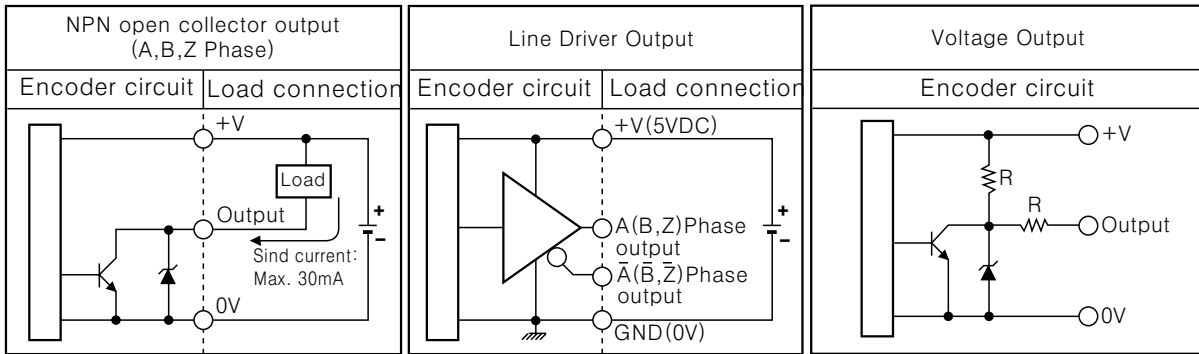 NPN open collector output
(A,B,Z Phase)
Encoder circuit
Load connection
+V
Load
Output
+
-
Sind current:
Max. 30mA
0V
Line Driver Output
Encoder circuit
Load connection
+V(5VDC)
+
-
A(B,Z)Phase
output
A̅(B̅,Z̅)Phase
output
GND(0V)
Voltage Output
Encoder circuit
+V
R
R
Output
0V